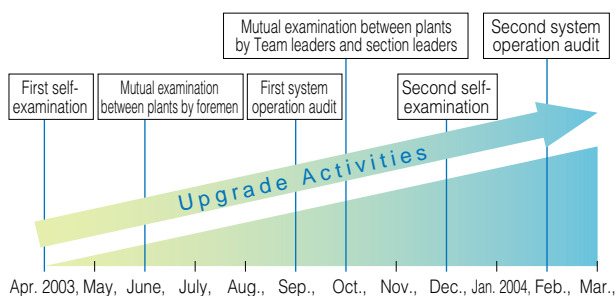 Mutual examination between plants
by Team leaders and section leaders
Second system
operation audit
First self-
examination
Mutual examination
between plants by foremen
First system
operation audit
Second self-
examination
Upgrade Activities
Apr. 2003, May, June, July, Aug., Sep., Oct., Nov., Dec., Jan. 2004, Feb., Mar.,